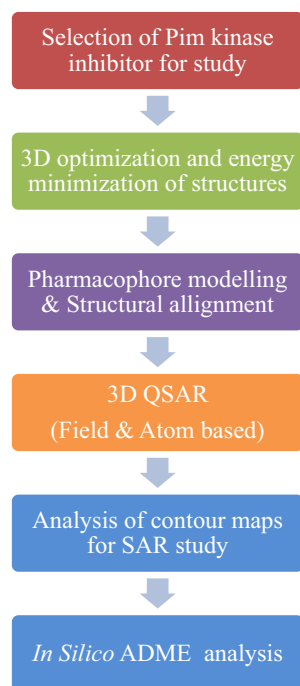 Selection of Pim kinase
inhibitor for study
3D optimization and energy
minimization of structures
Pharmacophore modelling
& Structural allignment
3D QSAR
(Field & Atom based)
Analysis of contour maps
for SAR study
In Silico ADME analysis